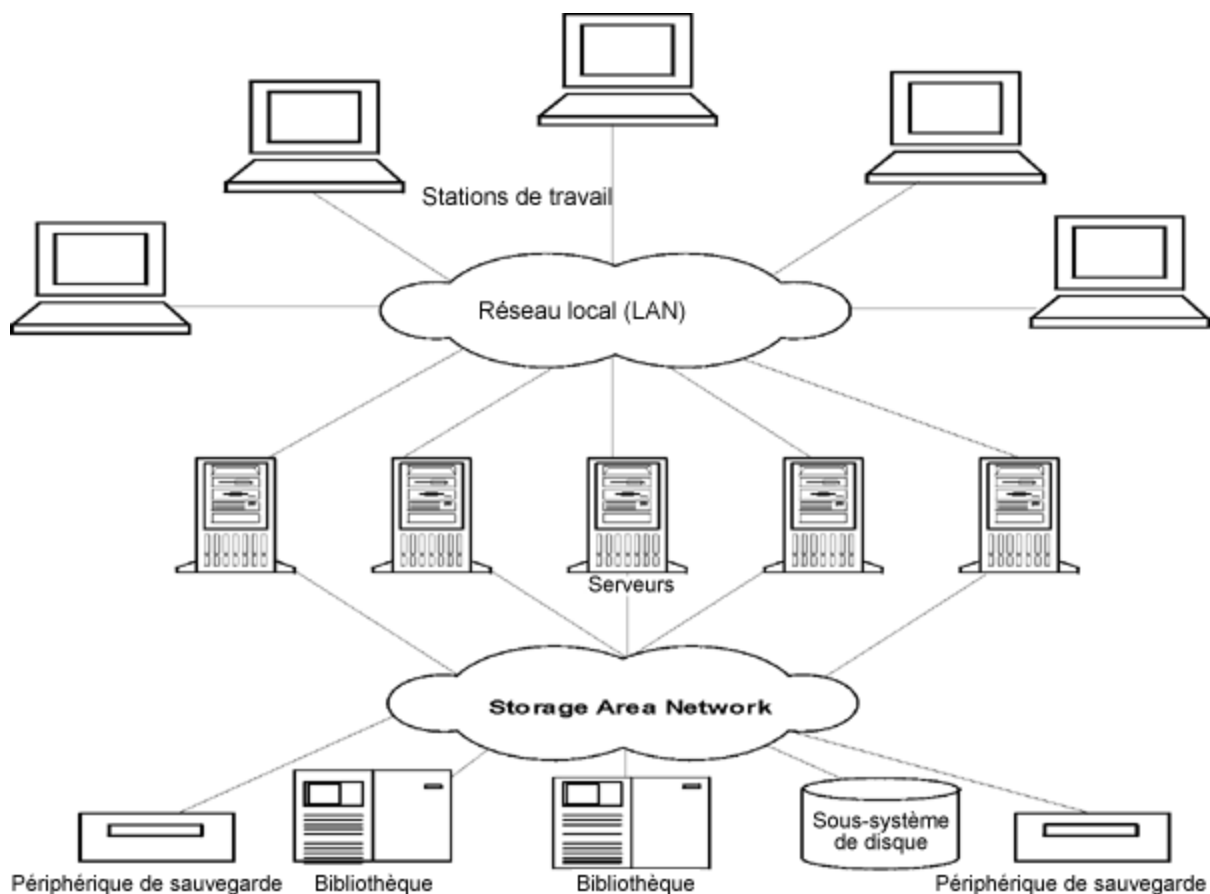 Stations de travail
Réseau local (LAN)
Serveurs
Storage Area Network
Sous-système
de disque
Périphérique de sauvegarde
Bibliothèque
Bibliothèque
Périphérique de sauvegarde